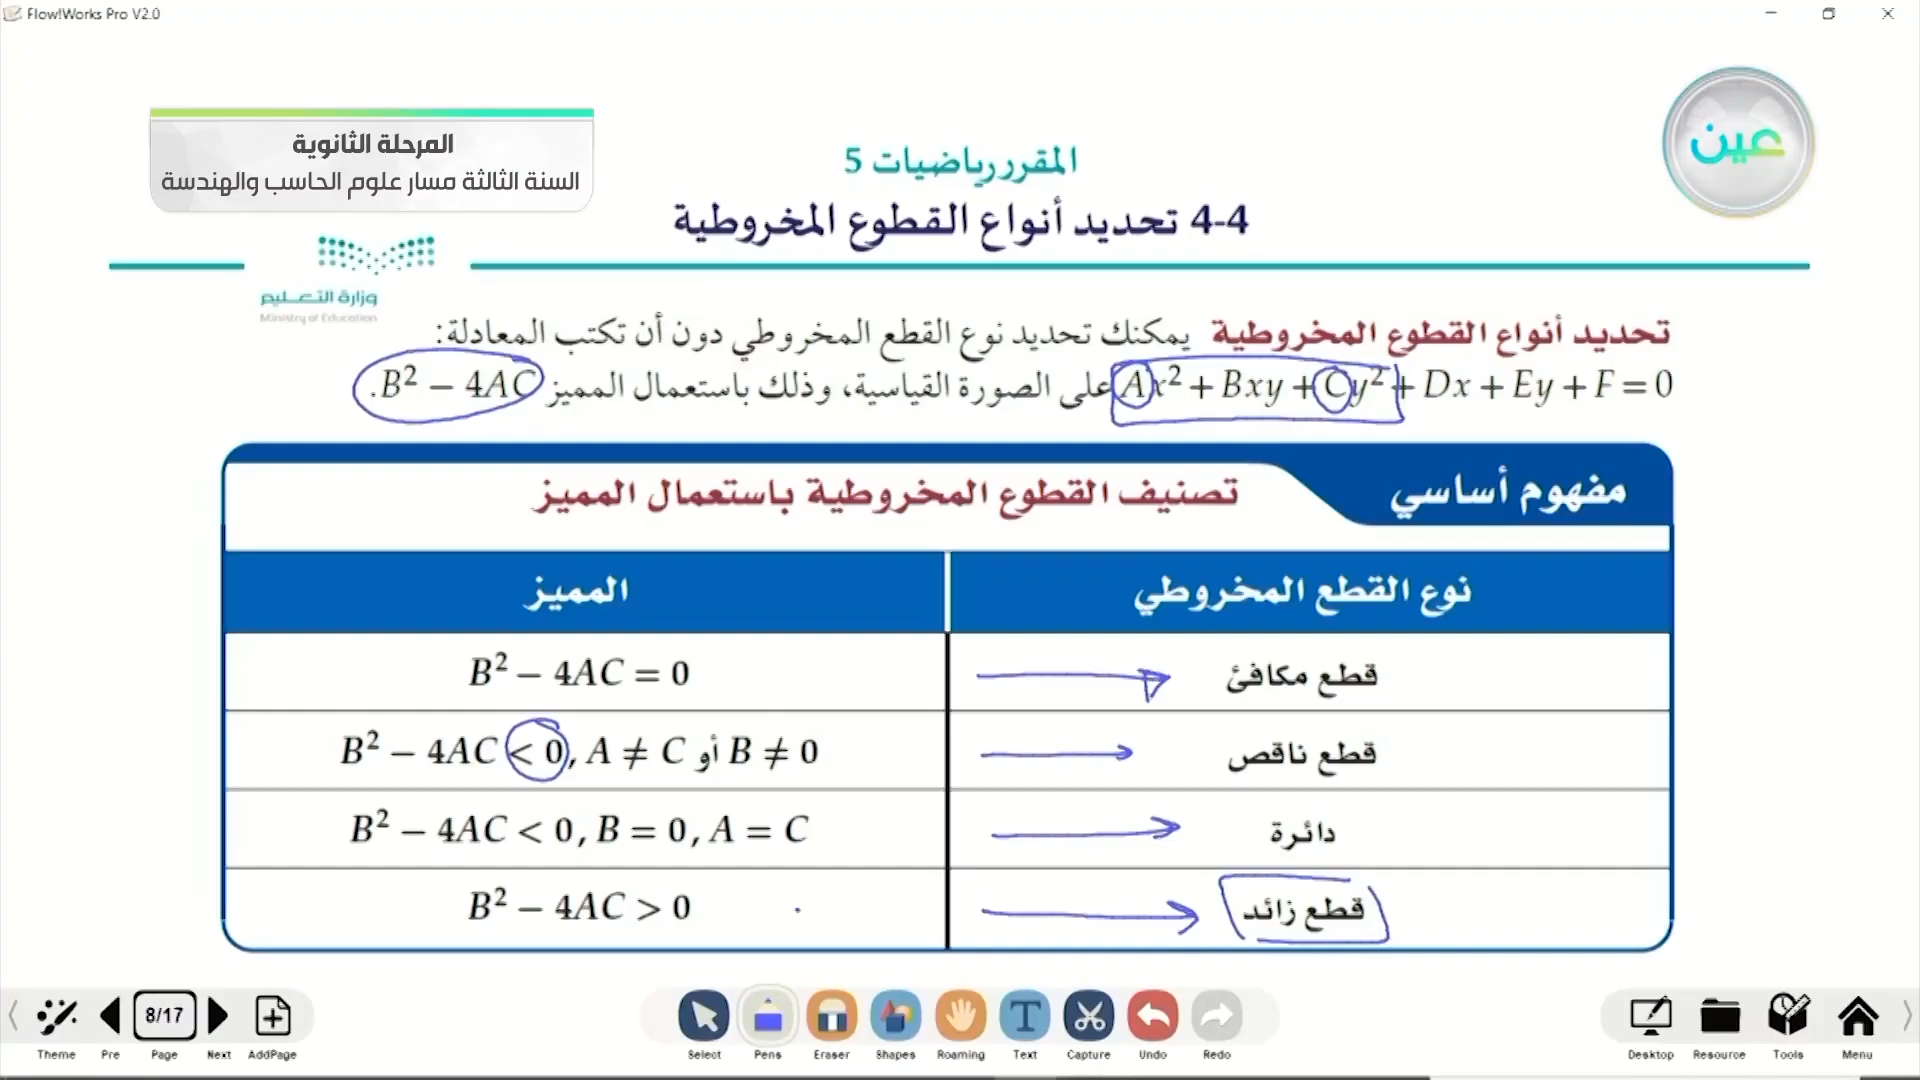 Flow!Works Pro V2.0
عين
المرحلة الثانوية
السنة الثالثة مسار علوم الحاسب والهندسة
المقرر رياضيات 5
4-4 تحديد أنواع القطوع المخروطية
وزارة التعليم
Ministry of Education
تحديد أنواع القطوع المخروطية يمكنك تحديد نوع القطع المخروطي دون أن تكتب المعادلة:
Ax² + Bxy + Cy² + Dx + Ey + F = 0 على الصورة القياسية، وذلك باستعمال المميز B² − 4AC.
مفهوم أساسي
تصنيف القطوع المخروطية باستعمال المميز
نوع القطع المخروطي
المميز
قطع مكافئ
B² − 4AC = 0
قطع ناقص
B² − 4AC < 0, A ≠ C أو B ≠ 0
دائرة
B² − 4AC < 0, B = 0, A = C
قطع زائد
B² − 4AC > 0
8/17
Theme Pre Page Next AddPage
Select Pens Eraser Shapes Roaming Text Capture Undo Redo
Desktop Resource Tools Menu